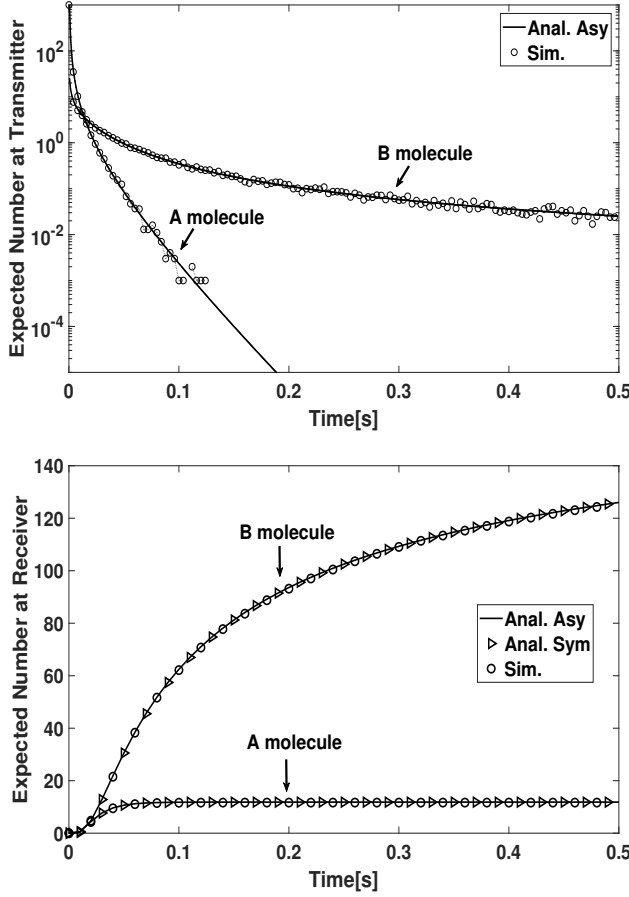 Expected Number at Transmitter
10^2
10^0
10^-2
10^-4
Anal. Asy
Sim.
B molecule
A molecule
0 0.1 0.2 0.3 0.4 0.5
Time[s]
Expected Number at Receiver
140
120
100
80
60
40
20
0
B molecule
Anal. Asy
Anal. Sym
Sim.
A molecule
0 0.1 0.2 0.3 0.4 0.5
Time[s]